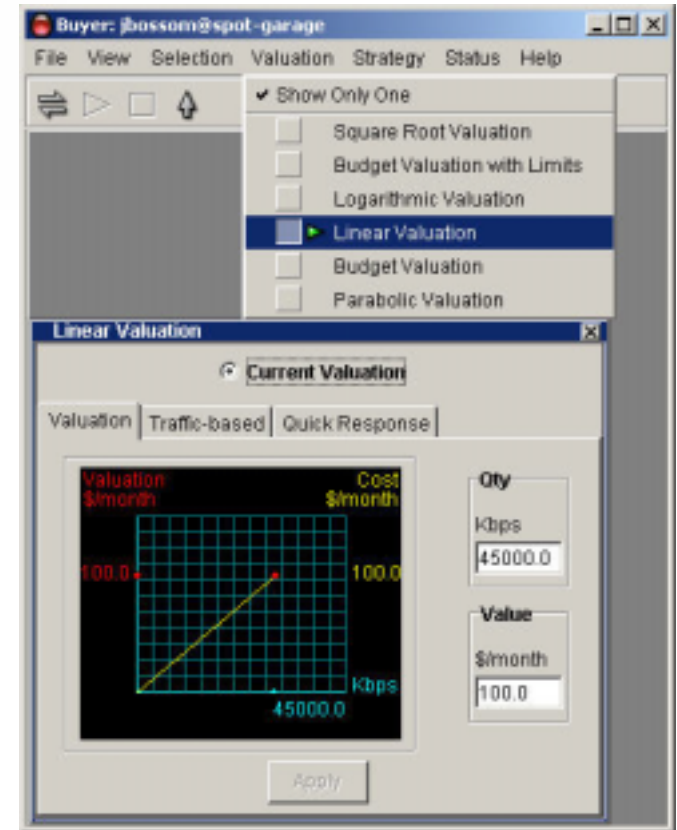 Buyer: jbossom@spot-garage
File View Selection Valuation Strategy Status Help
Show Only One
Square Root Valuation
Budget Valuation with Limits
Logarithmic Valuation
Linear Valuation
Budget Valuation
Parabolic Valuation
Linear Valuation
Current Valuation
Valuation Traffic-based Quick Response
Valuation Cost
$/month $/month
100.0 100.0
Kbps
45000.0
Qty
Kbps
45000.0
Value
$/month
100.0
Apply